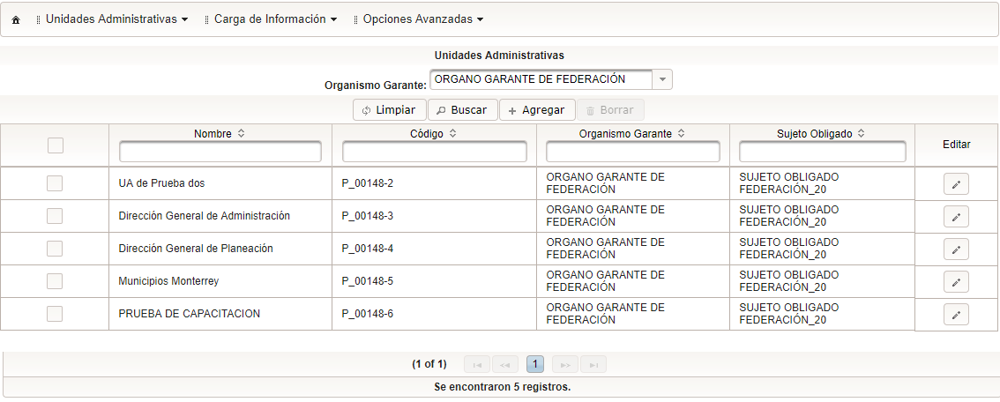 Unidades Administrativas Carga de Información Opciones Avanzadas
Unidades Administrativas
Organismo Garante: ORGANO GARANTE DE FEDERACIÓN
Limpiar Buscar Agregar Borrar
Nombre Código Organismo Garante Sujeto Obligado Editar
UA de Prueba dos P_00148-2 ORGANO GARANTE DE FEDERACIÓN SUJETO OBLIGADO FEDERACIÓN_20
Dirección General de Administración P_00148-3 ORGANO GARANTE DE FEDERACIÓN SUJETO OBLIGADO FEDERACIÓN_20
Dirección General de Planeación P_00148-4 ORGANO GARANTE DE FEDERACIÓN SUJETO OBLIGADO FEDERACIÓN_20
Municipios Monterrey P_00148-5 ORGANO GARANTE DE FEDERACIÓN SUJETO OBLIGADO FEDERACIÓN_20
PRUEBA DE CAPACITACION P_00148-6 ORGANO GARANTE DE FEDERACIÓN SUJETO OBLIGADO FEDERACIÓN_20
(1 of 1) 1
Se encontraron 5 registros.